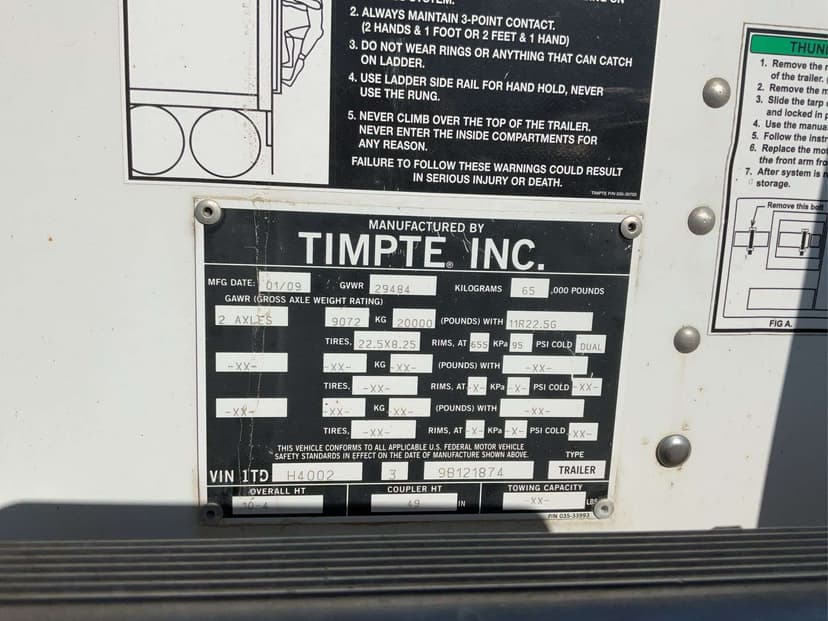 2. ALWAYS MAINTAIN 3-POINT CONTACT.
(2 HANDS & 1 FOOT OR 2 FEET & 1 HAND)
3. DO NOT WEAR RINGS OR ANYTHING THAT CAN CATCH
ON LADDER.
4. USE LADDER SIDE RAIL FOR HAND HOLD, NEVER
USE THE RUNG.
5. NEVER CLIMB OVER THE TOP OF THE TRAILER.
NEVER ENTER THE INSIDE COMPARTMENTS FOR
ANY REASON.
FAILURE TO FOLLOW THESE WARNINGS COULD RESULT
IN SERIOUS INJURY OR DEATH.
MANUFACTURED BY
TIMPTE® INC.
MFG DATE: 01/09 GVWR 29484 KILOGRAMS 65 ,000 POUNDS
GAWR (GROSS AXLE WEIGHT RATING)
2 AXLES 9072 KG 20000 (POUNDS) WITH 11R22.5G
TIRES, 22.5X8.25 RIMS, AT 655 KPa 95 PSI COLD DUAL
-XX- -XX- KG -XX- (POUNDS) WITH -XX-
TIRES, -XX- RIMS, AT -X- KPa -X- PSI COLD -XX-
-XX- -XX- KG -XX- (POUNDS) WITH -XX-
TIRES, -XX- RIMS, AT -X- KPa -X- PSI COLD -XX-
THIS VEHICLE CONFORMS TO ALL APPLICABLE U.S. FEDERAL MOTOR VEHICLE
SAFETY STANDARDS IN EFFECT ON THE DATE OF MANUFACTURE SHOWN ABOVE.
TYPE
VIN 1TD H4002 3 9B121874 TRAILER
OVERALL HT COUPLER HT TOWING CAPACITY
10-4 49 IN -XX- LBS
P/N 035-33993
1. Remove the
of the trailer.
2. Remove the
3. Slide the tarp
and locked in
4. Use the manua
5. Follow the instr
6. Replace the mot
the front arm fro
7. After system is
storage.
Remove this bolt
FIG A.